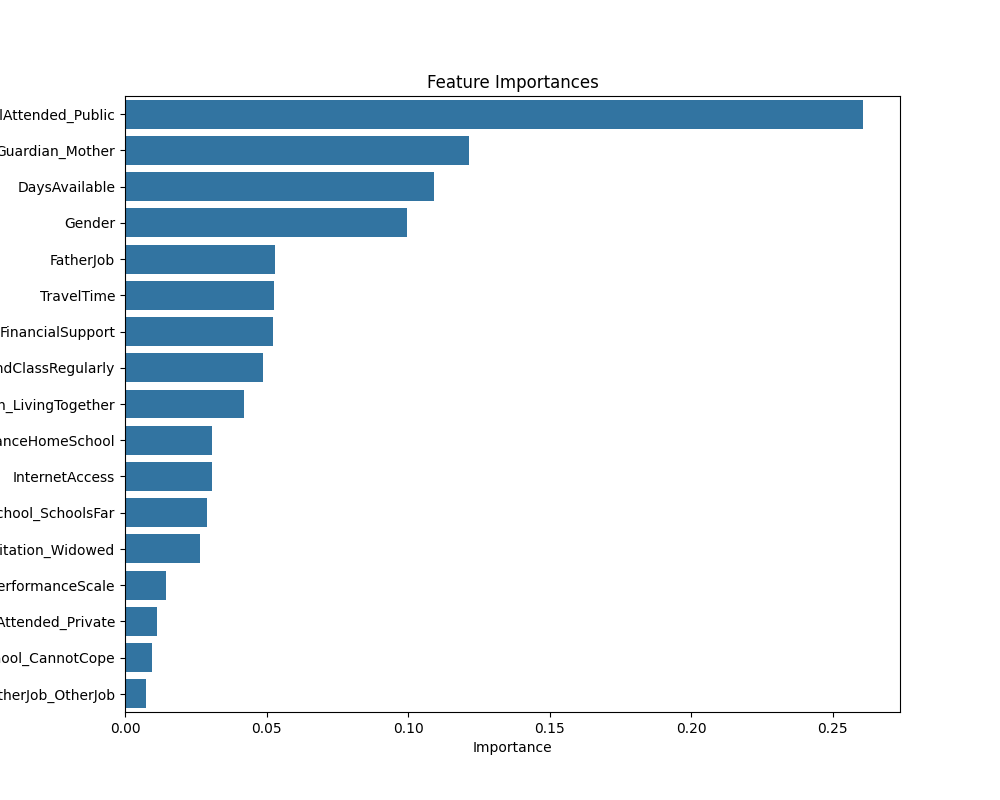 Feature Importances
lAttended_Public
Guardian_Mother
DaysAvailable
Gender
FatherJob
TravelTime
FinancialSupport
ndClassRegularly
n_LivingTogether
anceHomeSchool
InternetAccess
chool_SchoolsFar
itation_Widowed
erformanceScale
Attended_Private
ool_CannotCope
therJob_OtherJob
0.00 0.05 0.10 0.15 0.20 0.25
Importance